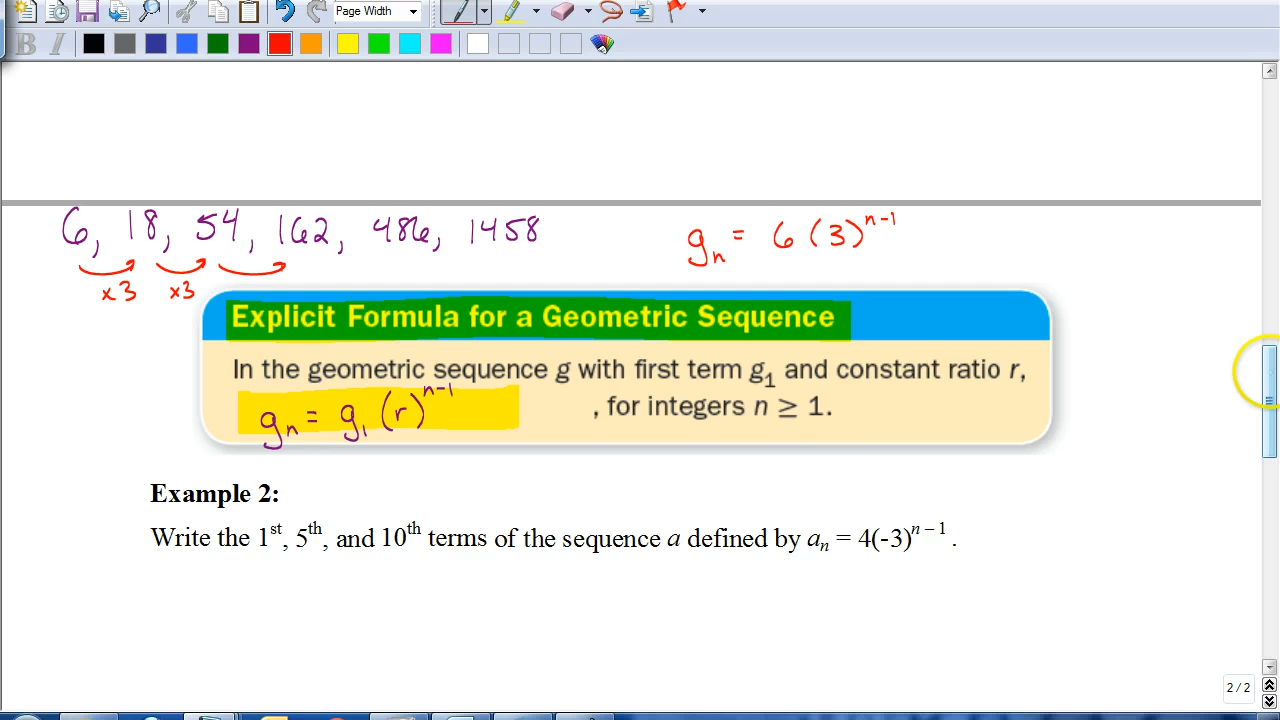 Page Width
B I
6, 18, 54, 162, 486, 1458
gₙ = 6(3)ⁿ⁻¹
x3 x3
Explicit Formula for a Geometric Sequence
In the geometric sequence g with first term g₁ and constant ratio r,
gₙ = g₁(r)ⁿ⁻¹ , for integers n ≥ 1.
Example 2:
Write the 1ˢᵗ, 5ᵗʰ, and 10ᵗʰ terms of the sequence a defined by aₙ = 4(-3)ⁿ ⁻ ¹ .
2/2